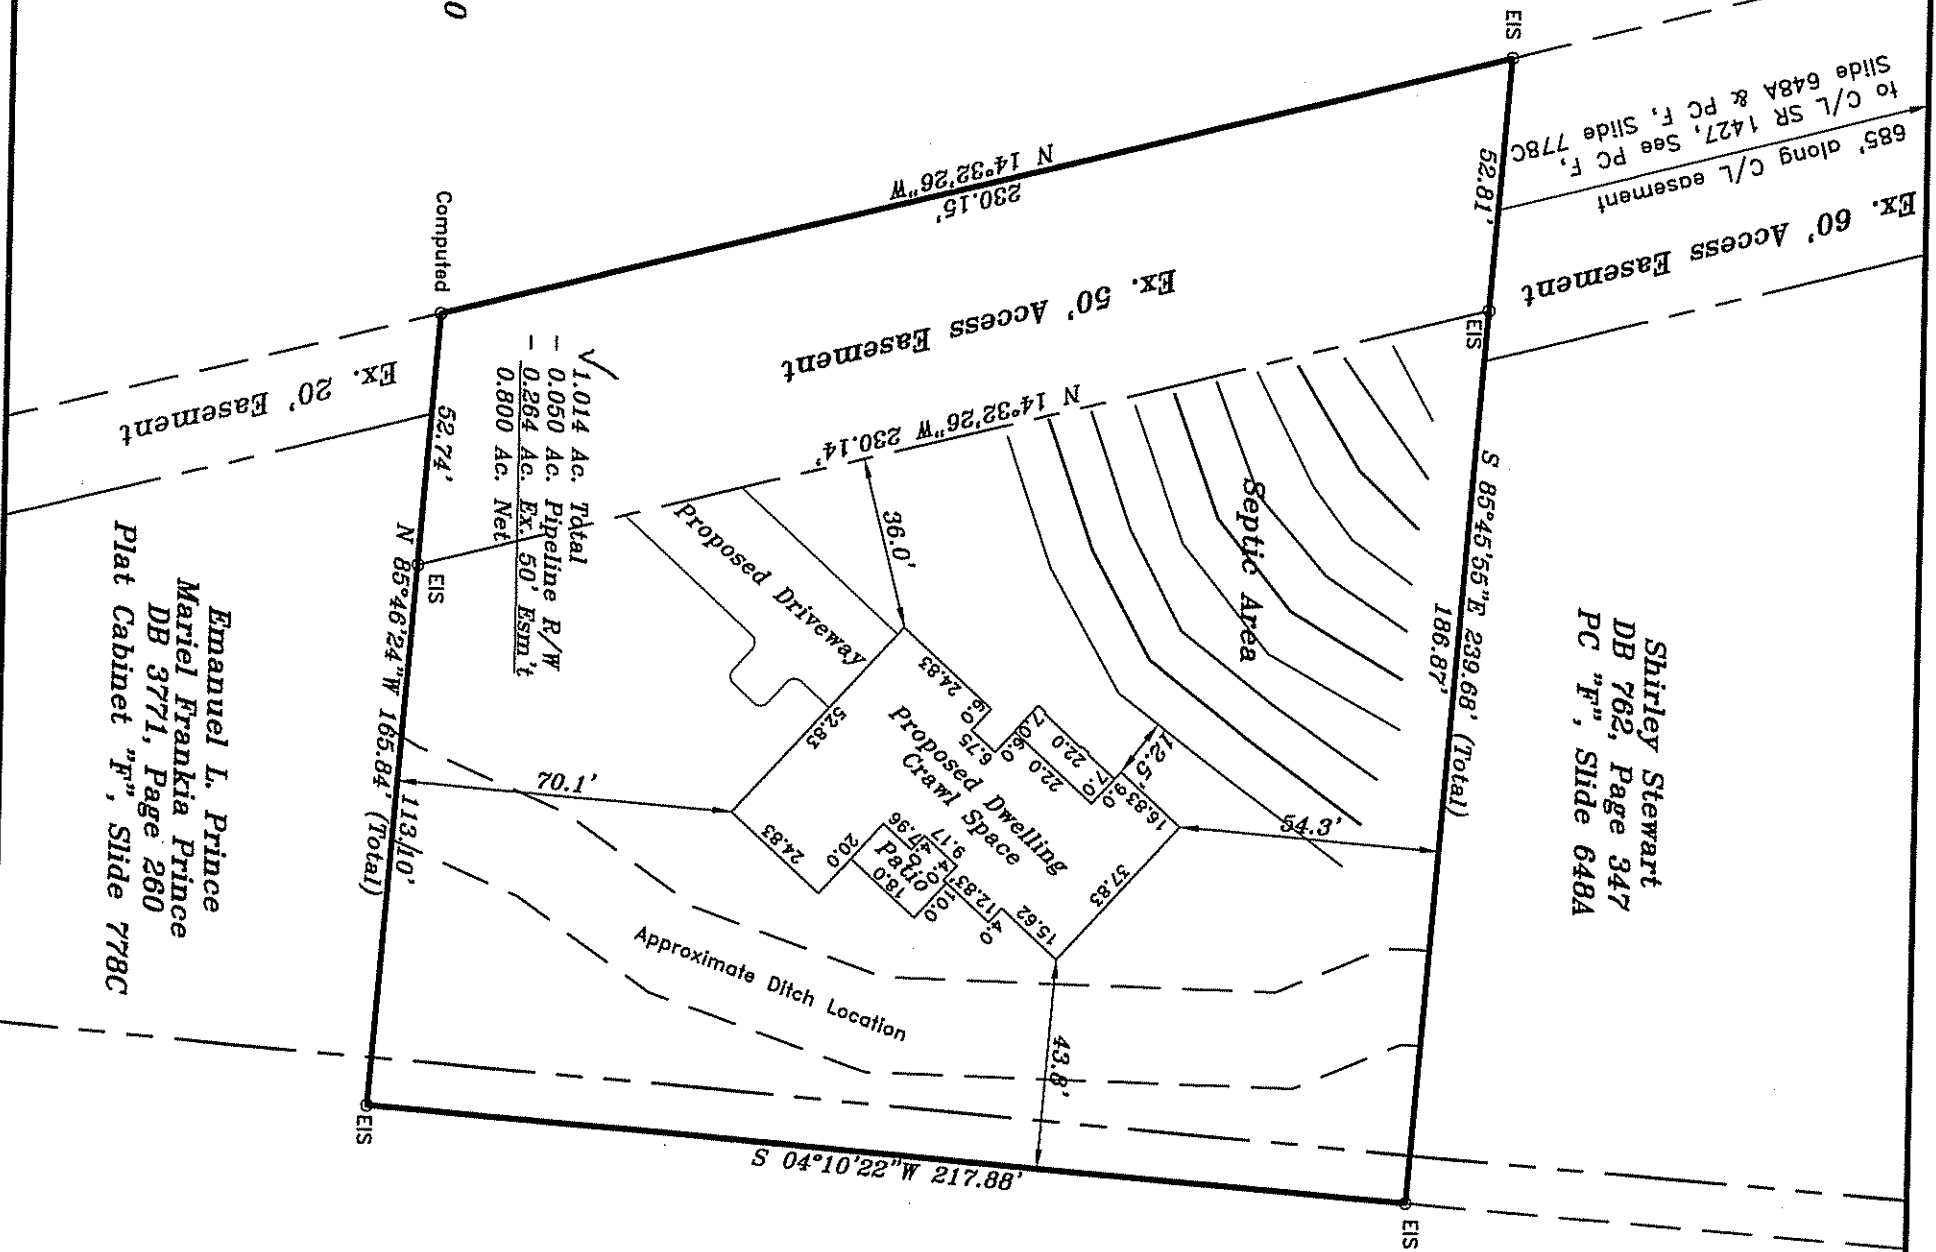 0
EIS
685' along C/L easement
to C/L SR 1427, See PC F,
Slide 648A & PC F, Slide 778C
52.81'
Ex. 60' Access Easement
EIS
S 85°45'55"E 239.68' (Total)
186.87'
Shirley Stewart
DB 762, Page 347
PC "F", Slide 648A
N 14°32'26"W
230.15'
Ex. 50' Access Easement
N 14°32'26"W 230.14'
Computed
Ex. 20' Easement
52.74'
1.014 Ac. Total
- 0.050 Ac. Pipeline R/W
- 0.264 Ac. Ex. 50' Esm't
0.800 Ac. Net
EIS
N 85°46'24"W 165.84' (Total)
113.10'
Emanuel L. Prince
Mariel Frankia Prince
DB 3771, Page 260
Plat Cabinet "F", Slide 778C
Septic Area
Proposed Driveway
36.0'
Proposed Dwelling
Crawl Space
24.83
6.0
6.75
6.0
7.0
22.0
22.0
7.0
9.0
12.5'
16.83
54.3'
37.83
15.62
4.0
12.83
10.0
14.0
9.17
4.0
7.96
Patio
18.0
20.0
24.83
52.83
70.1'
43.8'
Approximate Ditch Location
S 04°10'22"W 217.88'
EIS
EIS